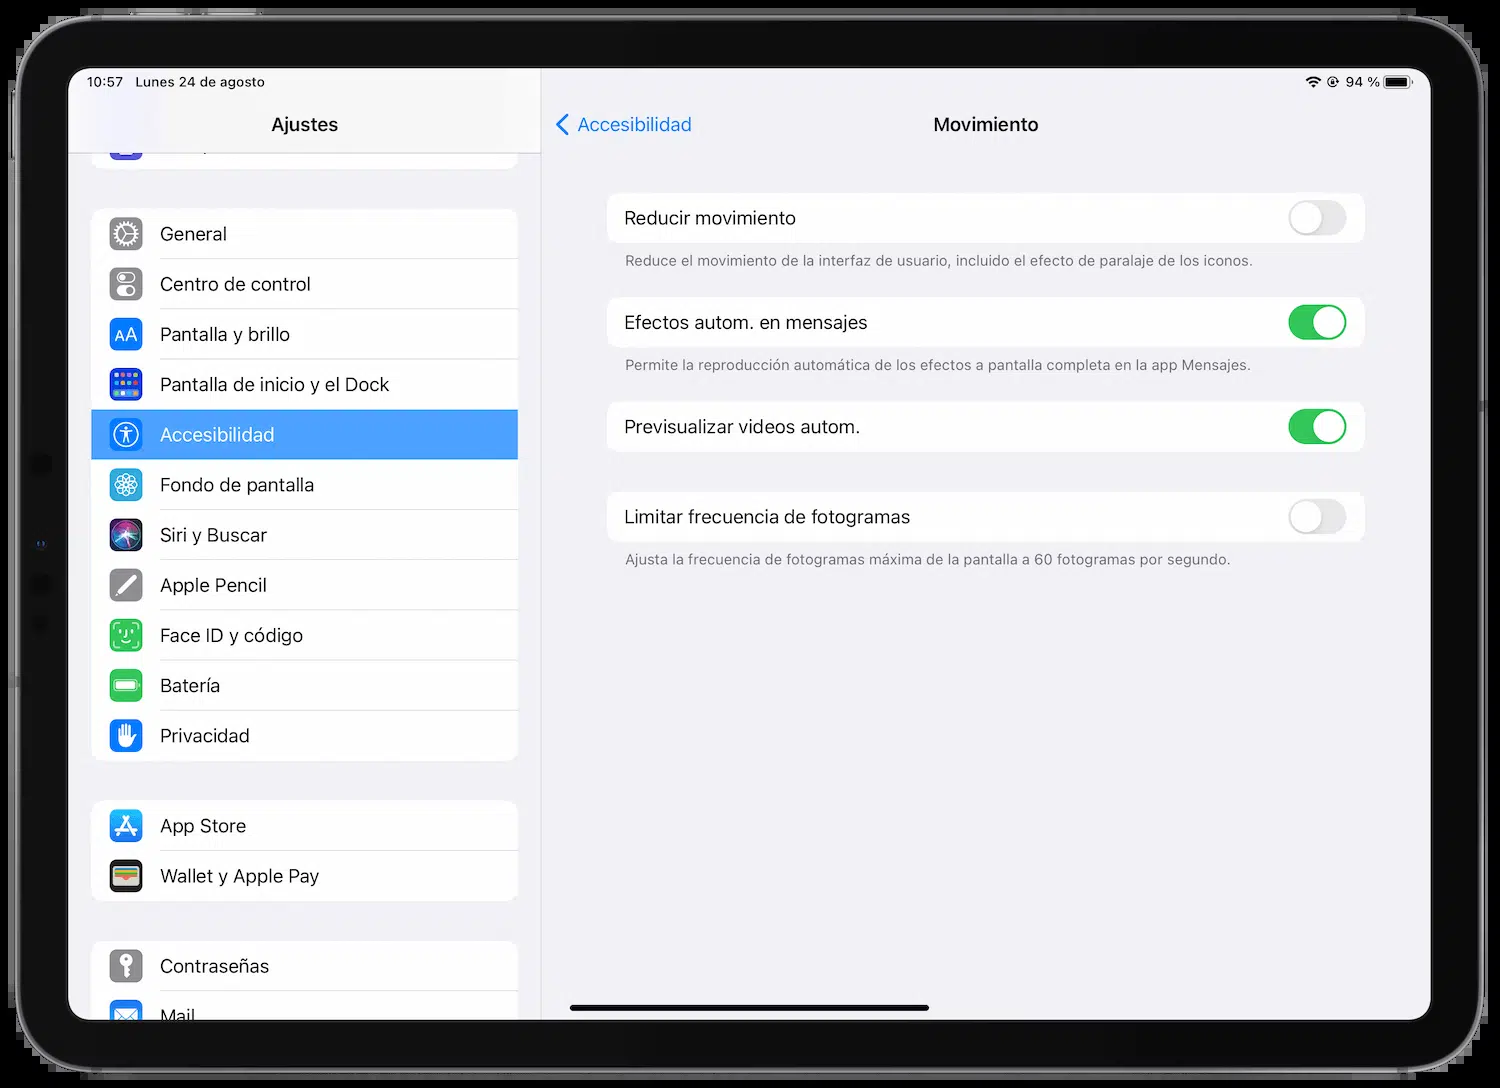 10:57 Lunes 24 de agosto
94 %
Ajustes
General
Centro de control
AA
Pantalla y brillo
Pantalla de inicio y el Dock
Accesibilidad
Fondo de pantalla
Siri y Buscar
Apple Pencil
Face ID y código
Batería
Privacidad
App Store
Wallet y Apple Pay
Contraseñas
Mail
Accesibilidad
Movimiento
Reducir movimiento
Reduce el movimiento de la interfaz de usuario, incluido el efecto de paralaje de los iconos.
Efectos autom. en mensajes
Permite la reproducción automática de los efectos a pantalla completa en la app Mensajes.
Previsualizar videos autom.
Limitar frecuencia de fotogramas
Ajusta la frecuencia de fotogramas máxima de la pantalla a 60 fotogramas por segundo.